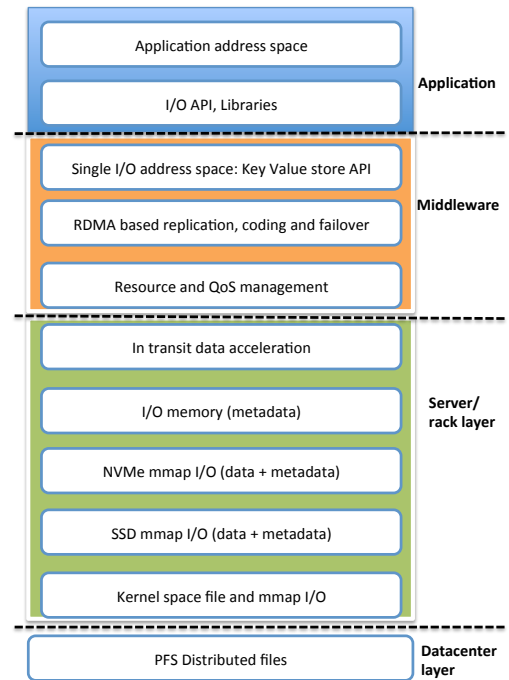 Application address space
I/O API, Libraries
Application
Single I/O address space: Key Value store API
RDMA based replication, coding and failover
Middleware
Resource and QoS management
In transit data acceleration
I/O memory (metadata)
Server/
rack layer
NVMe mmap I/O (data + metadata)
SSD mmap I/O (data + metadata)
Kernel space file and mmap I/O
PFS Distributed files
Datacenter
layer